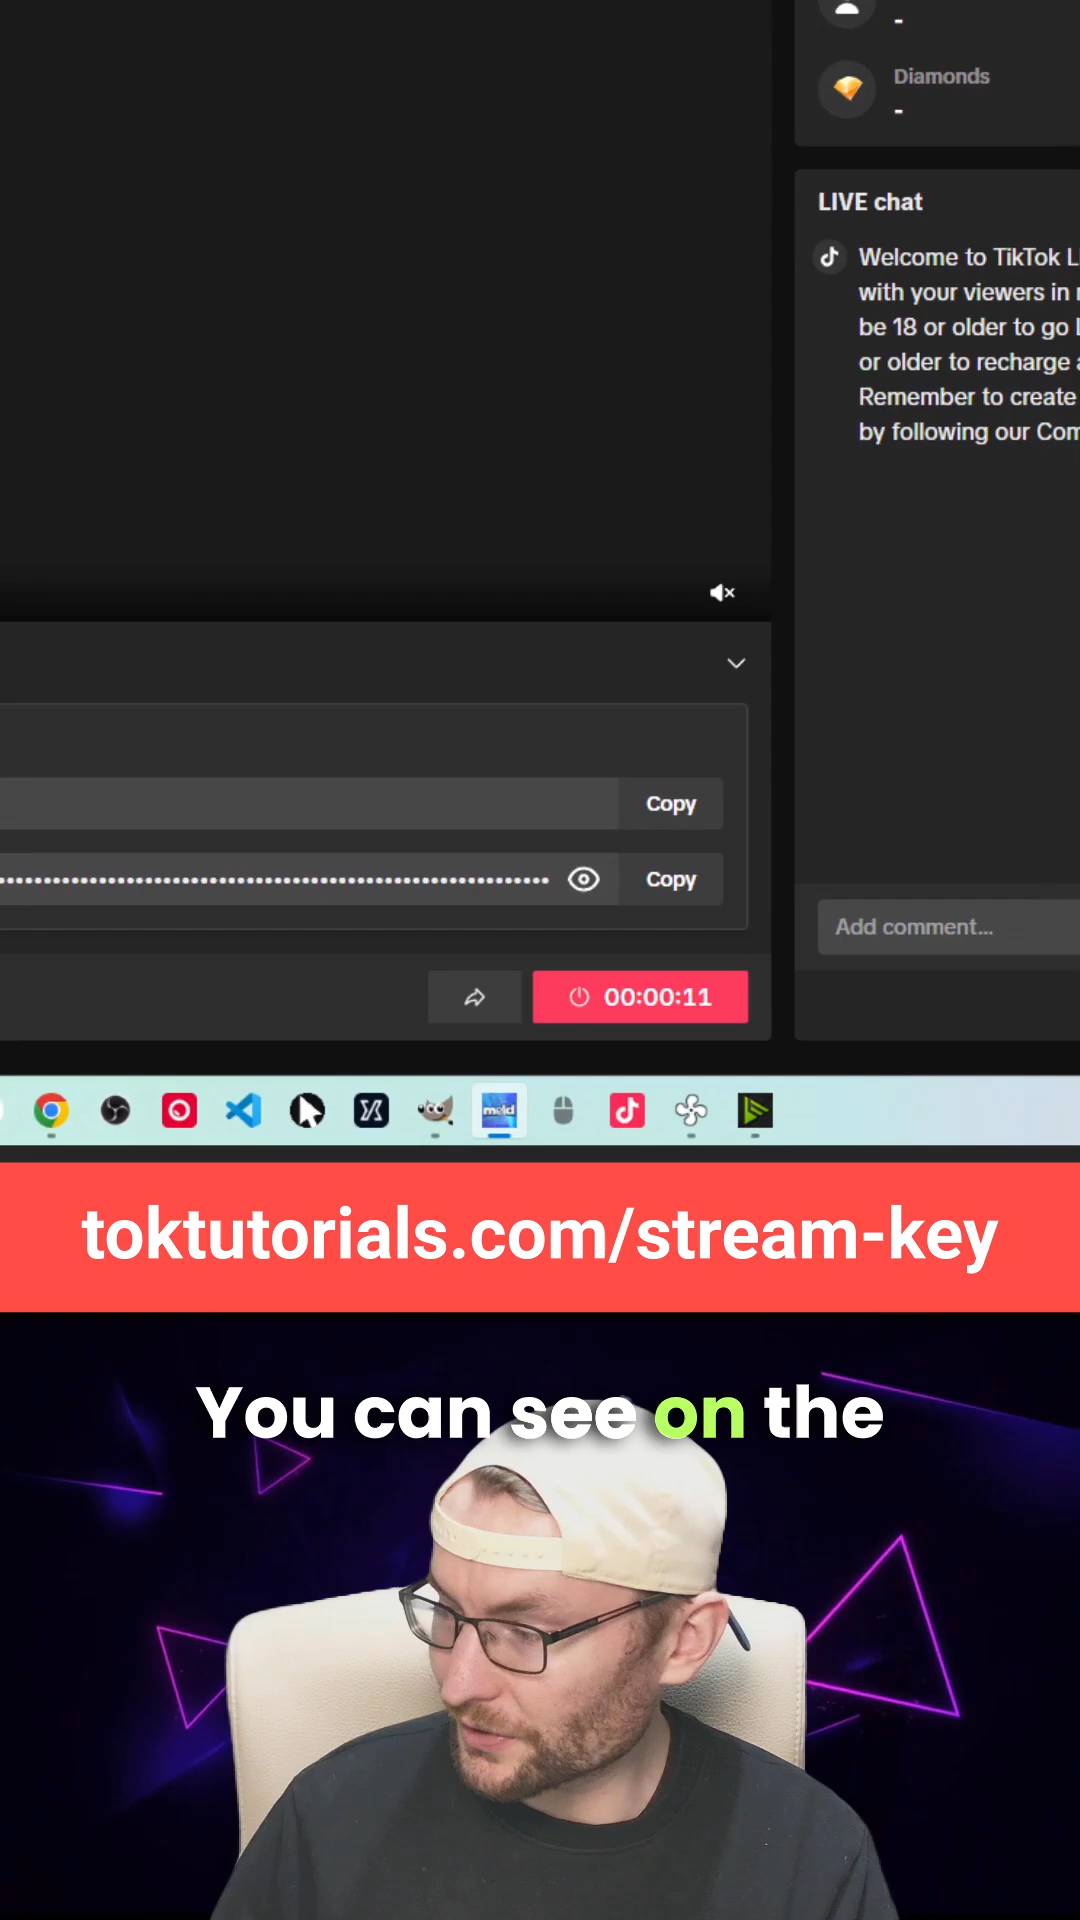 -
Diamonds
-
LIVE chat
Welcome to TikTok LI
with your viewers in r
be 18 or older to go L
or older to recharge a
Remember to create
by following our Com
Copy
Copy
Add comment...
00:00:11
meld
toktutorials.com/stream-key
You can see on the